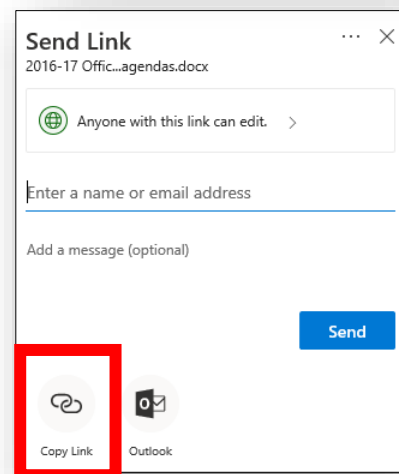 Send Link
2016-17 Offic...agendas.docx
Anyone with this link can edit.
Enter a name or email address
Add a message (optional)
Send
Copy Link
Outlook